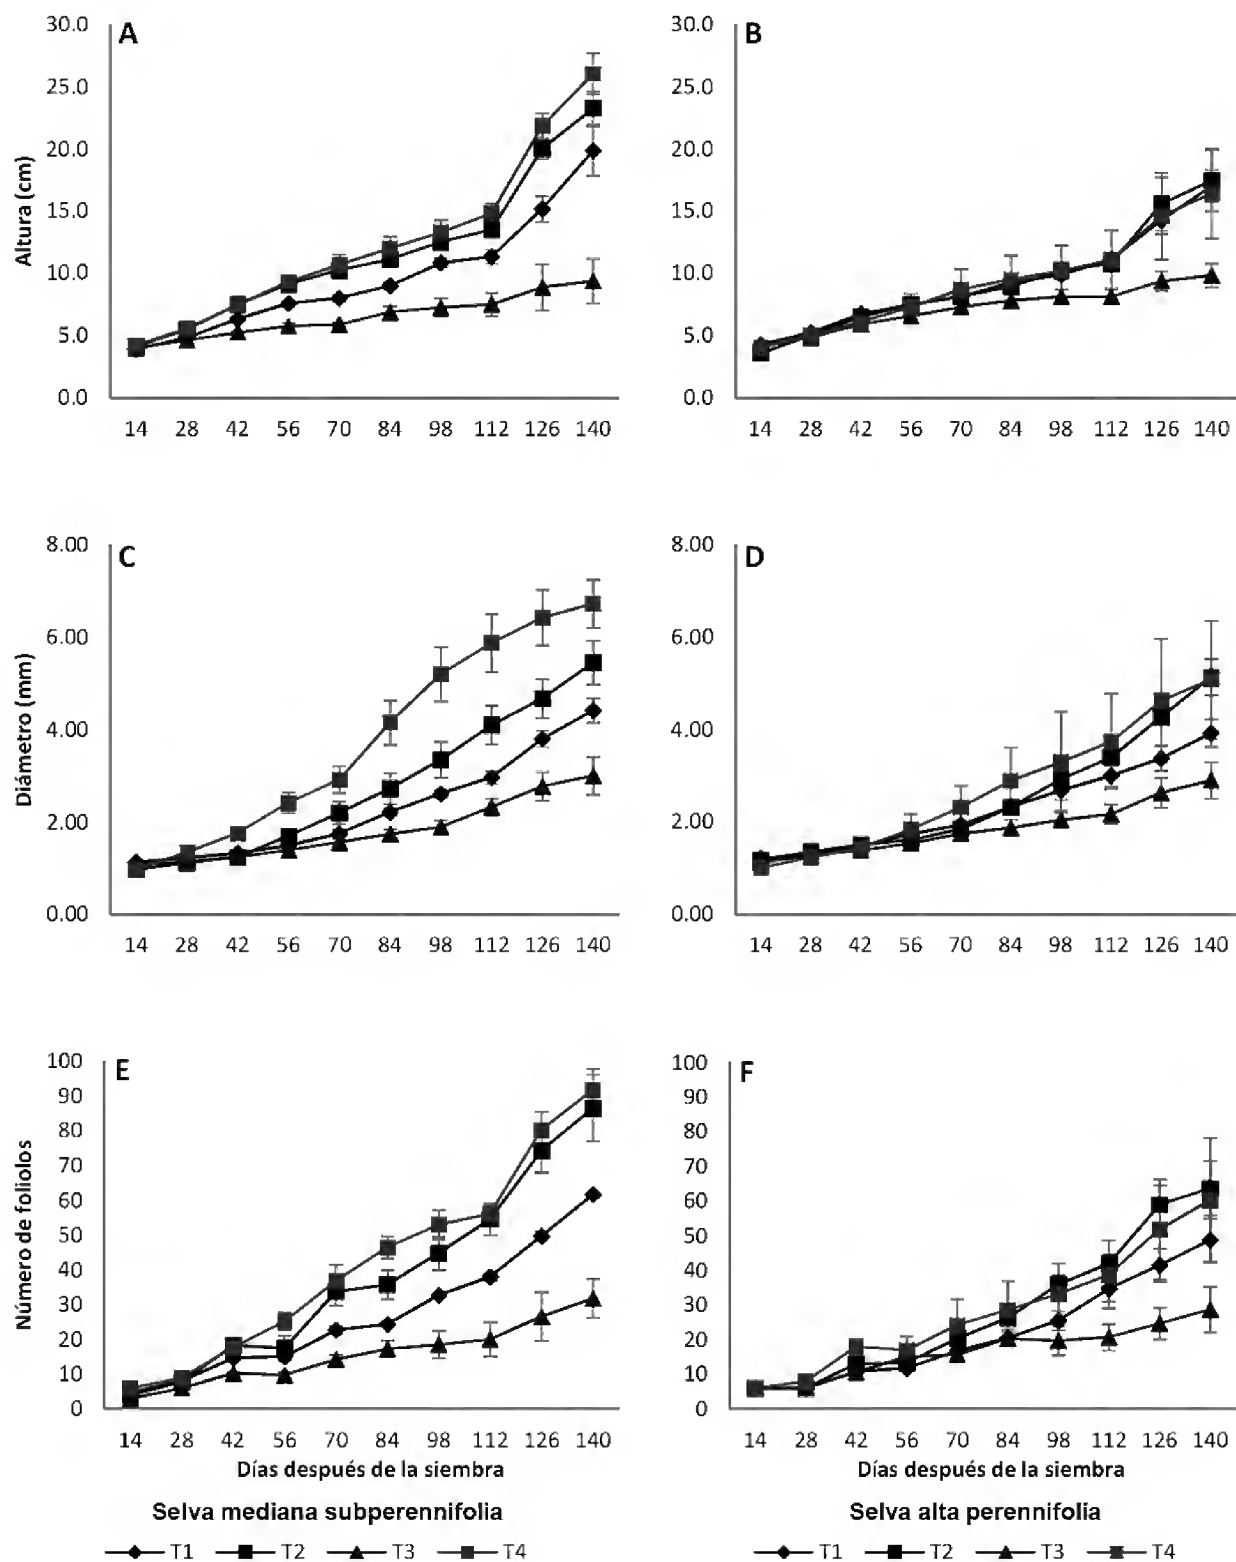 A
30.0
25.0
20.0
15.0
10.0
5.0
0.0
Altura (cm)
14 28 42 56 70 84 98 112 126 140
B
30.0
25.0
20.0
15.0
10.0
5.0
0.0
14 28 42 56 70 84 98 112 126 140
C
8.00
6.00
4.00
2.00
0.00
Diámetro (mm)
14 28 42 56 70 84 98 112 126 140
D
8.00
6.00
4.00
2.00
0.00
14 28 42 56 70 84 98 112 126 140
E
100
90
80
70
60
50
40
30
20
10
0
Número de foliolos
14 28 42 56 70 84 98 112 126 140
Días después de la siembra
Selva mediana subperennifolia
T1 T2 T3 T4
F
100
90
80
70
60
50
40
30
20
10
0
14 28 42 56 70 84 98 112 126 140
Días después de la siembra
Selva alta perennifolia
T1 T2 T3 T4